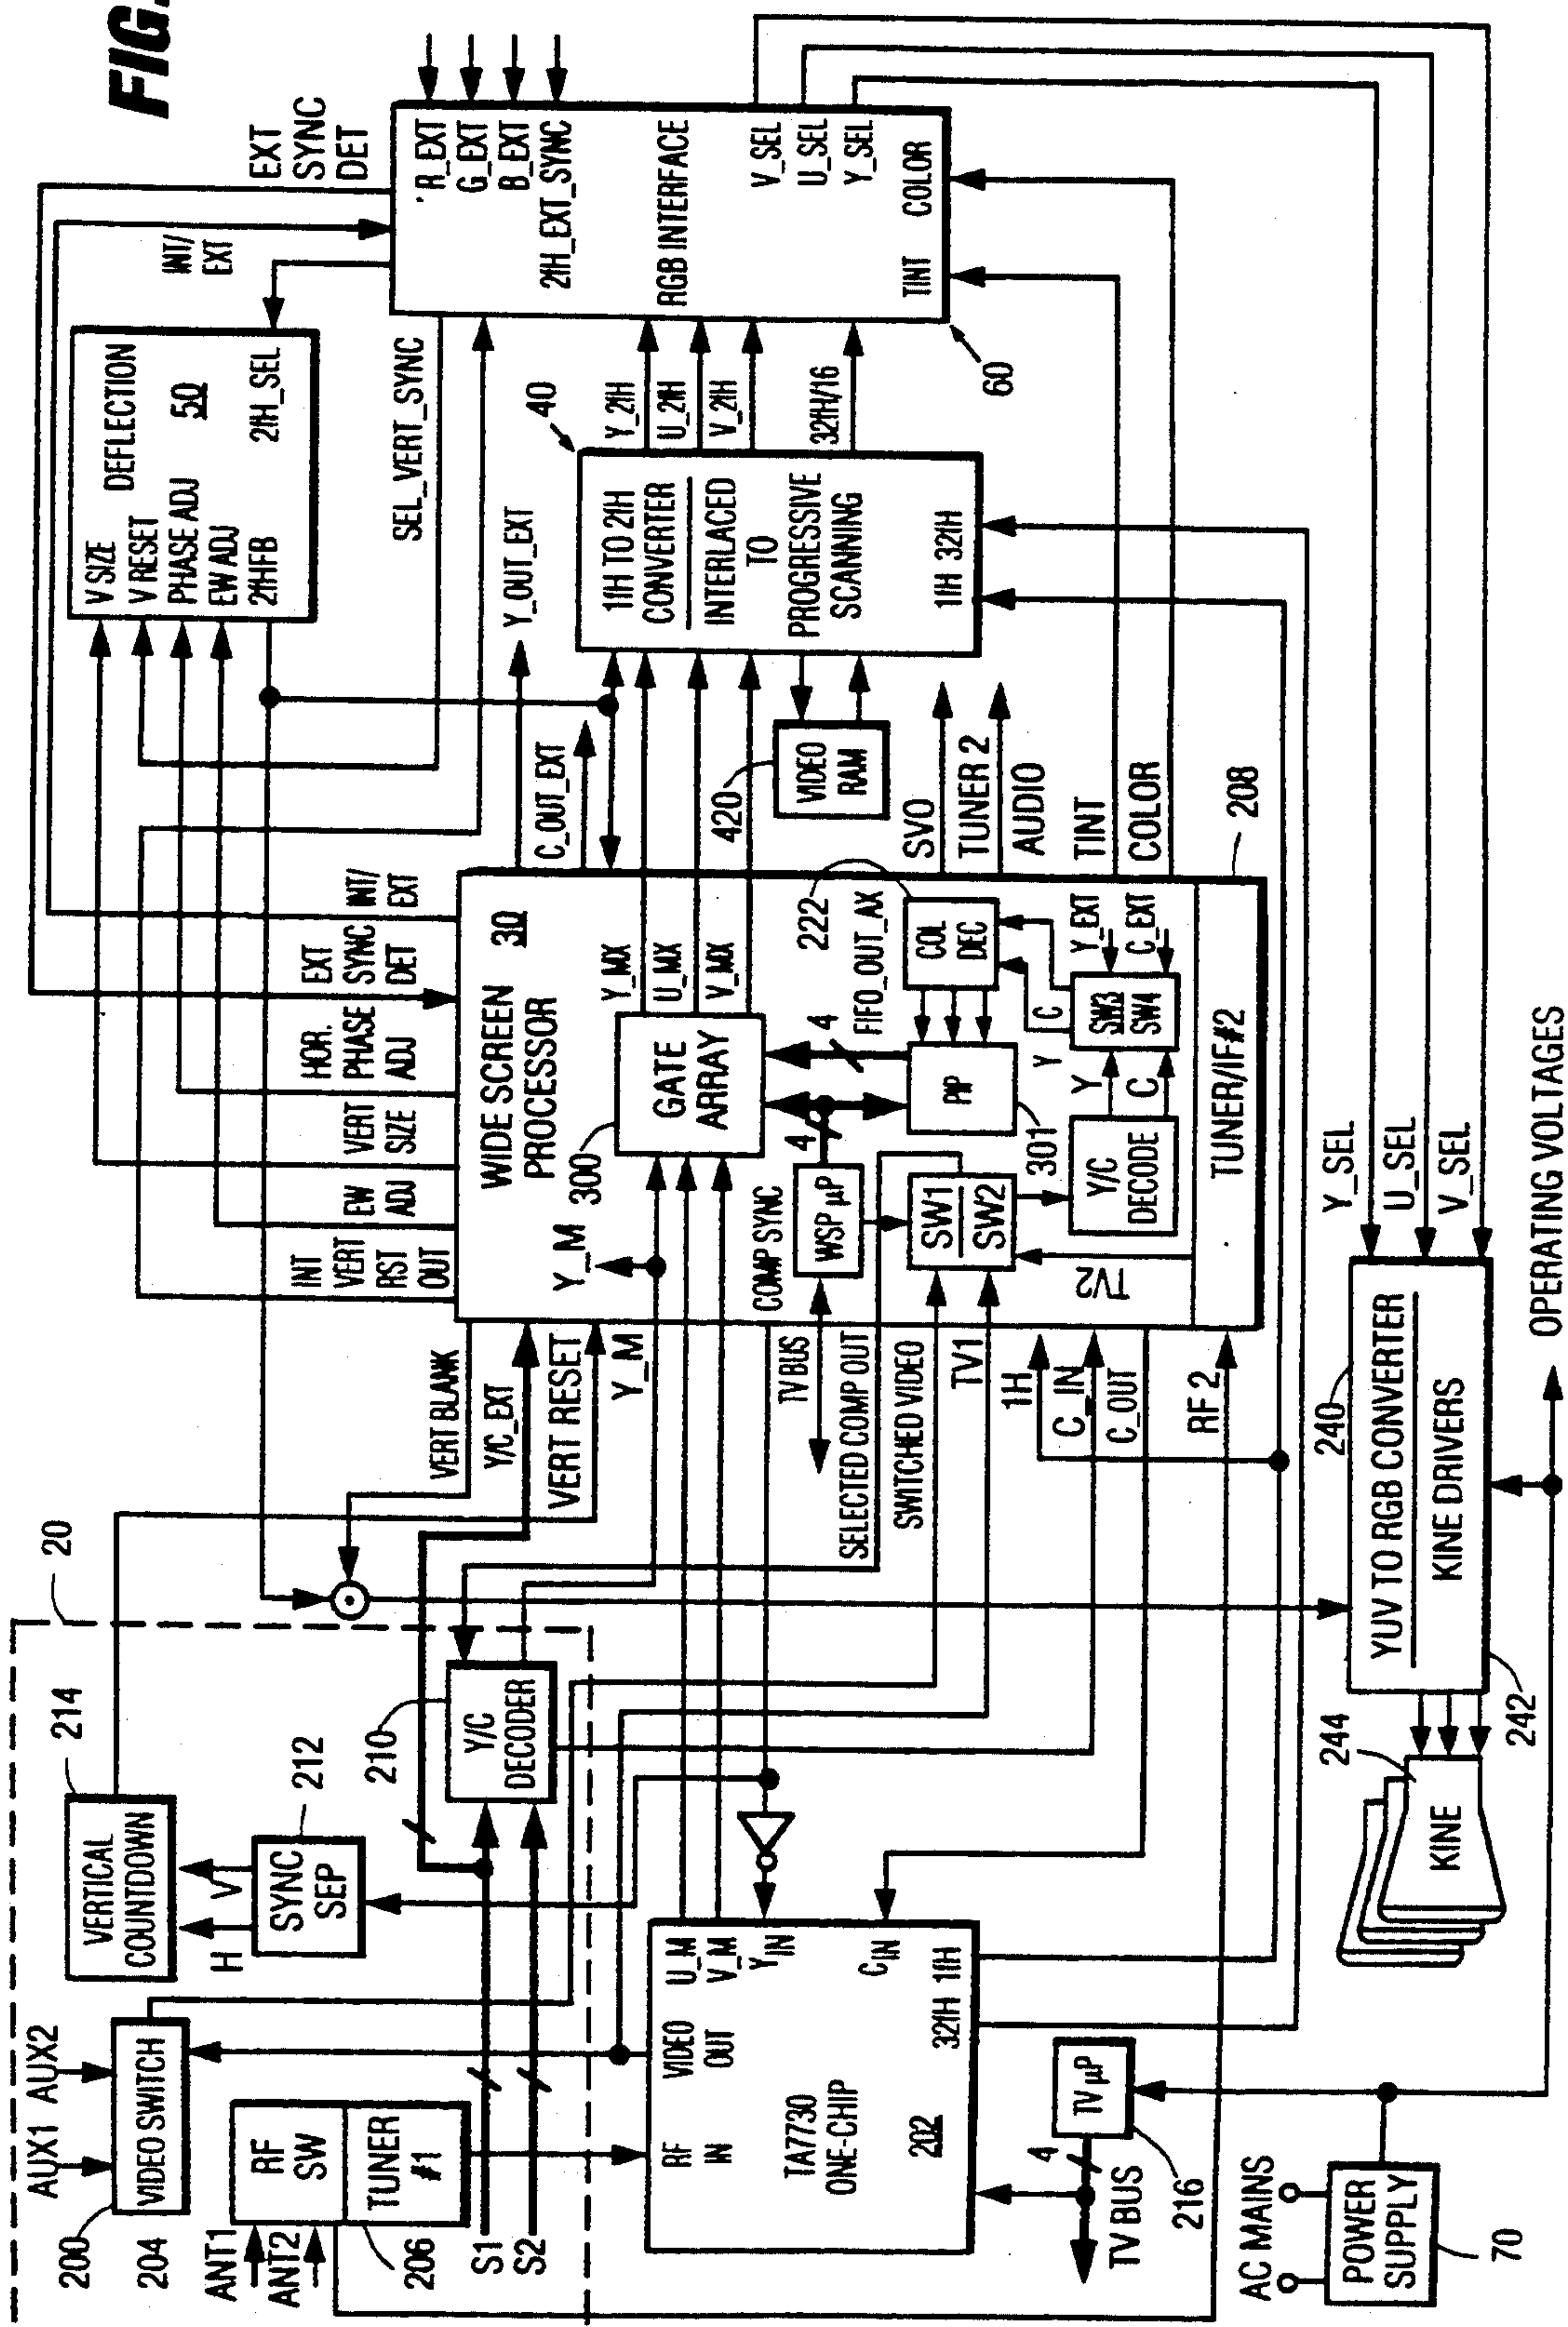 FIG.
EXT
SYNC
DET
'R_EXT
G_EXT
B_EXT
2fH_EXT_SYNC
RGB INTERFACE
V_SEL
U_SEL
Y_SEL
TINT
COLOR
60
INT/
EXT
DEFLECTION
50
V SIZE
V RESET
PHASE ADJ
EW ADJ
2fHFB
2fH_SEL
SEL_VERT_SYNC
Y_OUT_EXT
C_OUT_EXT
40
1fH TO 2fH
CONVERTER
INTERLACED
TO
PROGRESSIVE
SCANNING
1fH
32fH
Y_2fH
U_2fH
V_2fH
32fH/16
VIDEO
RAM
420
SVO
TUNER 2
AUDIO
TINT
COLOR
208
INT
VERT
RST
OUT
EW
ADJ
VERT
SIZE
HOR.
PHASE
ADJ
EXT
SYNC
DET
INT/
EXT
WIDE SCREEN
PROCESSOR
30
Y_M
300
GATE
ARRAY
Y_MX
U_MX
V_MX
COMP SYNC
WSP µP
4
4
FIFO_OUT_AX
222
COL
DEC
PIP
301
SW1
SW2
TV2
Y/C
DECODE
Y
C
Y
C
SW3
SW4
Y_EXT
C_EXT
TUNER/IF#2
VERT BLANK
Y/C_EXT
VERT RESET
Y_M
TV BUS
SELECTED COMP OUT
SWITCHED VIDEO
TV1
1H
C_IN
C_OUT
RF 2
20
214
VERTICAL
COUNTDOWN
H
V
212
SYNC
SEP
210
Y/C
DECODER
AUX1
AUX2
VIDEO SWITCH
200
204
ANT1
ANT2
RF
SW
TUNER
#1
206
S1
S2
RF
IN
VIDEO
OUT
U_M
V_M
YIN
CIN
TA7730
ONE-CHIP
202
32fH
1fH
TV µP
216
4
TV BUS
AC MAINS
POWER
SUPPLY
70
KINE
244
242
240
YUV TO RGB CONVERTER
KINE DRIVERS
Y_SEL
U_SEL
V_SEL
OPERATING VOLTAGES